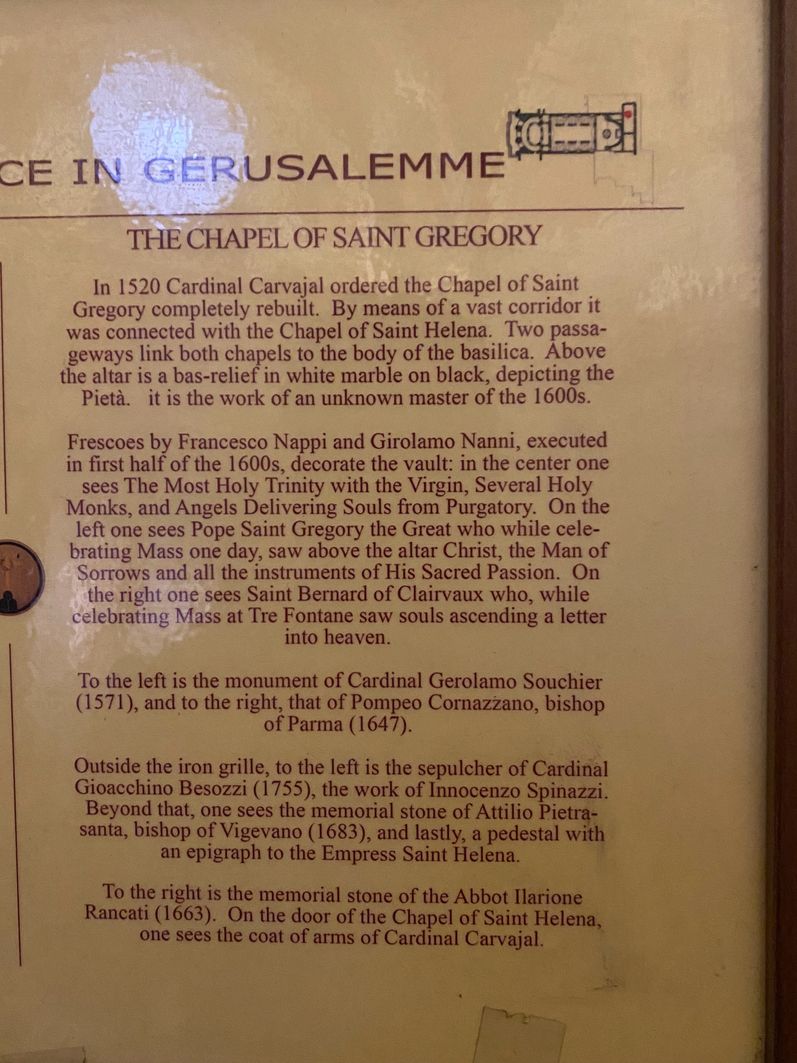 CE IN GERUSALEMME
THE CHAPEL OF SAINT GREGORY
In 1520 Cardinal Carvajal ordered the Chapel of Saint
Gregory completely rebuilt. By means of a vast corridor it
was connected with the Chapel of Saint Helena. Two passa-
geways link both chapels to the body of the basilica. Above
the altar is a bas-relief in white marble on black, depicting the
Pietà. it is the work of an unknown master of the 1600s.
Frescoes by Francesco Nappi and Girolamo Nanni, executed
in first half of the 1600s, decorate the vault: in the center one
sees The Most Holy Trinity with the Virgin, Several Holy
Monks, and Angels Delivering Souls from Purgatory. On the
left one sees Pope Saint Gregory the Great who while cele-
brating Mass one day, saw above the altar Christ, the Man of
Sorrows and all the instruments of His Sacred Passion. On
the right one sees Saint Bernard of Clairvaux who, while
celebrating Mass at Tre Fontane saw souls ascending a letter
into heaven.
To the left is the monument of Cardinal Gerolamo Souchier
(1571), and to the right, that of Pompeo Cornazzano, bishop
of Parma (1647).
Outside the iron grille, to the left is the sepulcher of Cardinal
Gioacchino Besozzi (1755), the work of Innocenzo Spinazzi.
Beyond that, one sees the memorial stone of Attilio Pietra-
santa, bishop of Vigevano (1683), and lastly, a pedestal with
an epigraph to the Empress Saint Helena.
To the right is the memorial stone of the Abbot Ilarione
Rancati (1663). On the door of the Chapel of Saint Helena,
one sees the coat of arms of Cardinal Carvajal.